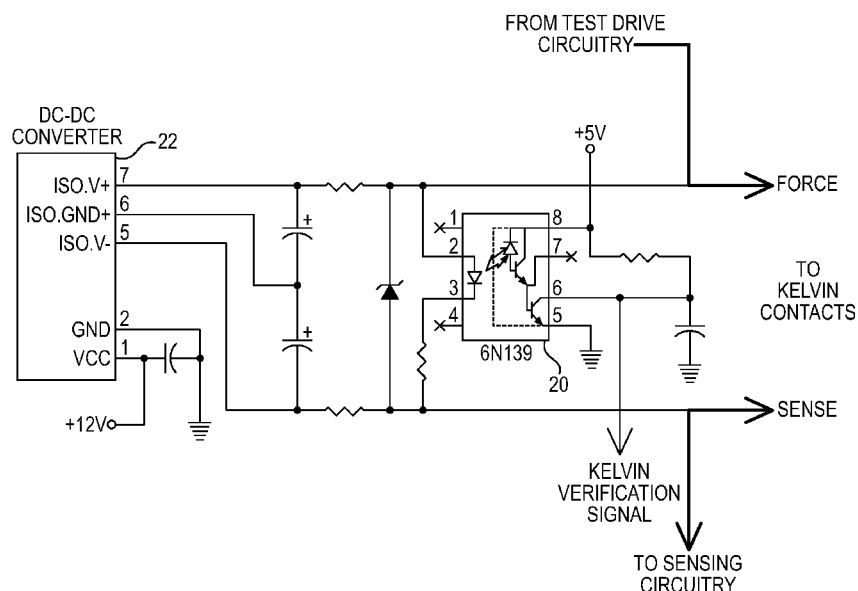 FROM TEST DRIVE
CIRCUITRY
DC-DC
CONVERTER
22
+5V
ISO.V+
7
FORCE
ISO.GND+
6
ISO.V-
5
1
8
2
7
3
6
4
5
TO
KELVIN
CONTACTS
GND
2
VCC
1
6N139
20
+12V
SENSE
KELVIN
VERIFICATION
SIGNAL
TO SENSING
CIRCUITRY